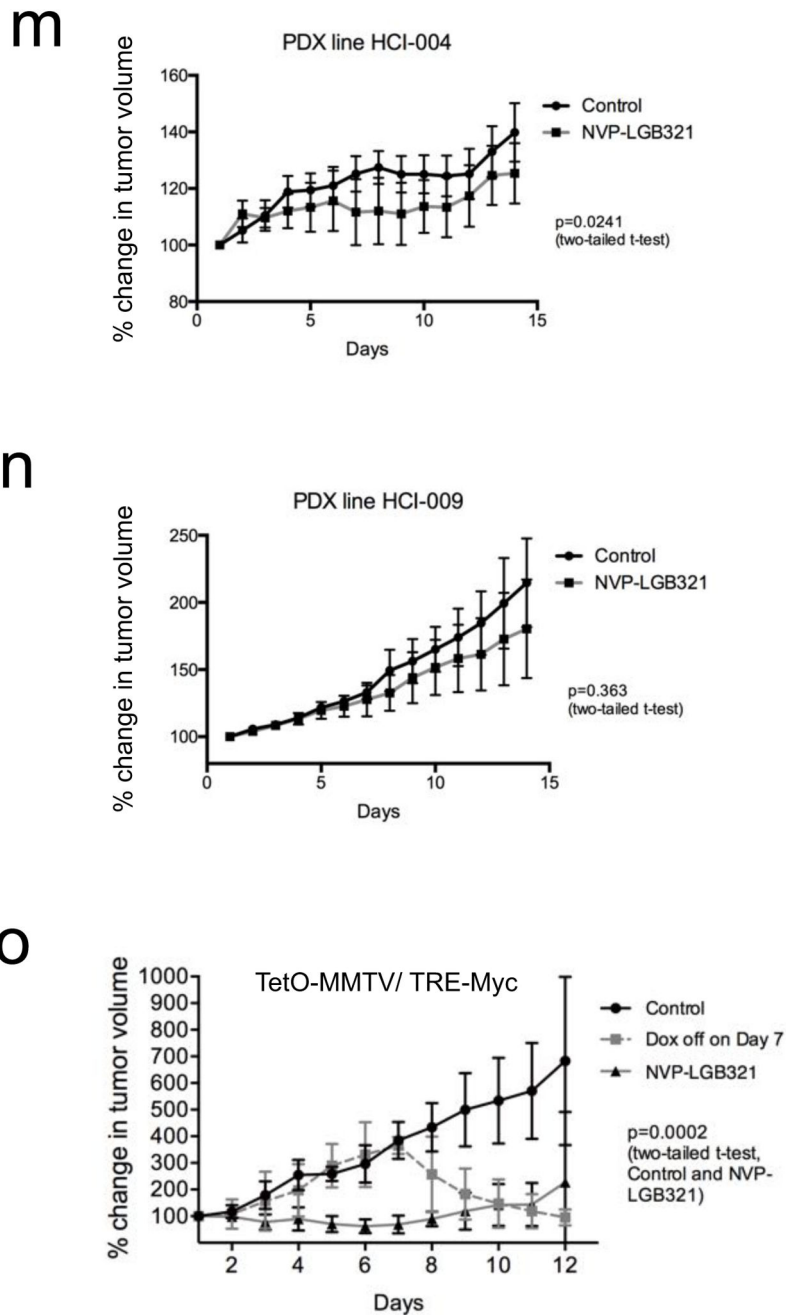 m
PDX line HCI-004
% change in tumor volume
160
140
120
100
80
0
5
10
15
Days
Control
NVP-LGB321
p=0.0241
(two-tailed t-test)
n
PDX line HCI-009
% change in tumor volume
250
200
150
100
0
5
10
15
Days
Control
NVP-LGB321
p=0.363
(two-tailed t-test)
o
TetO-MMTV/ TRE-Myc
% change in tumor volume
1000
900
800
700
600
500
400
300
200
100
2
4
6
8
10
12
Days
Control
Dox off on Day 7
NVP-LGB321
p=0.0002
(two-tailed t-test,
Control and NVP-
LGB321)